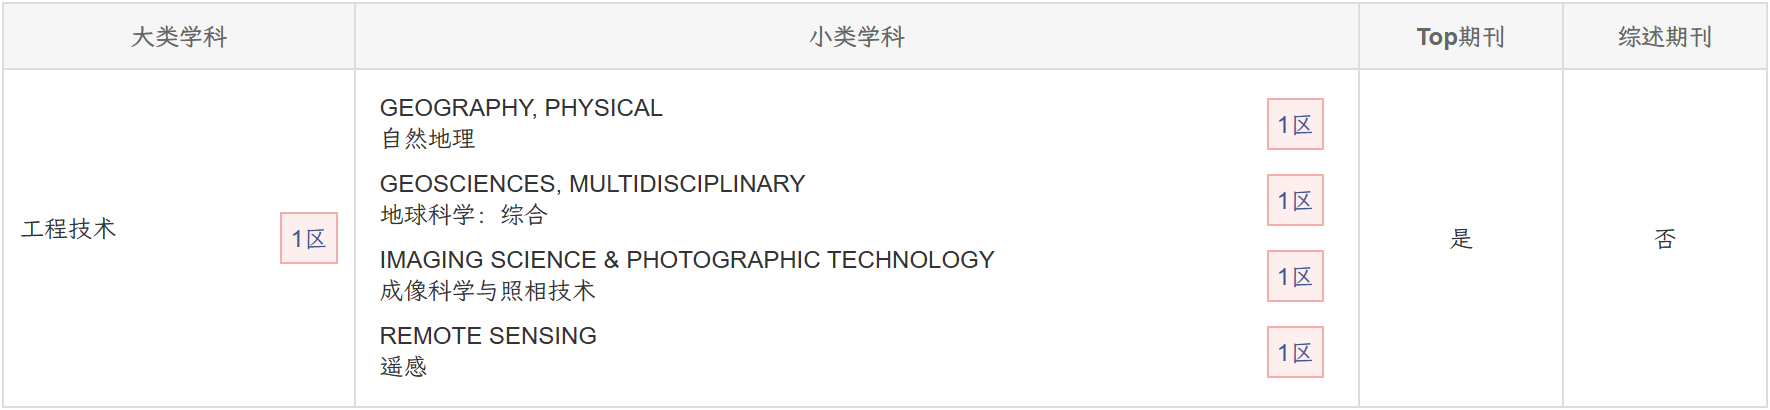 大类学科
小类学科
Top期刊
综述期刊
工程技术
1区
GEOGRAPHY, PHYSICAL
自然地理
1区
GEOSCIENCES, MULTIDISCIPLINARY
地球科学：综合
1区
IMAGING SCIENCE & PHOTOGRAPHIC TECHNOLOGY
成像科学与照相技术
1区
REMOTE SENSING
遥感
1区
是
否